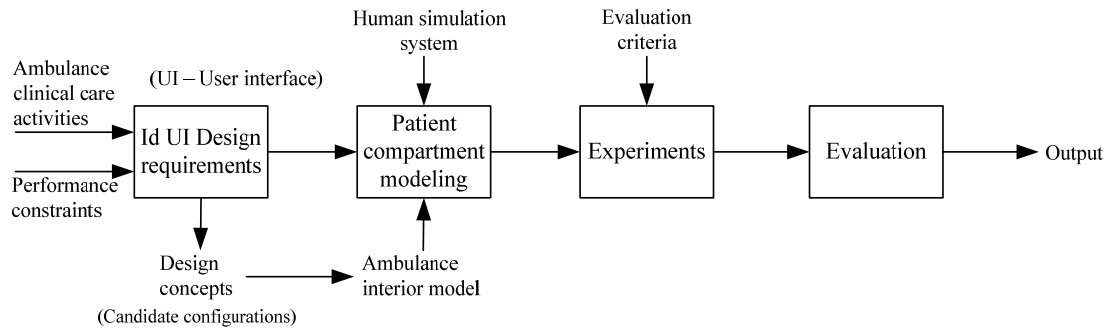 Human simulation
system
Evaluation
criteria
Ambulance
clinical care
activities
(UI – User interface)
Id UI Design
requirements
Patient
compartment
modeling
Experiments
Evaluation
Output
Performance
constraints
Design
concepts
(Candidate configurations)
Ambulance
interior model